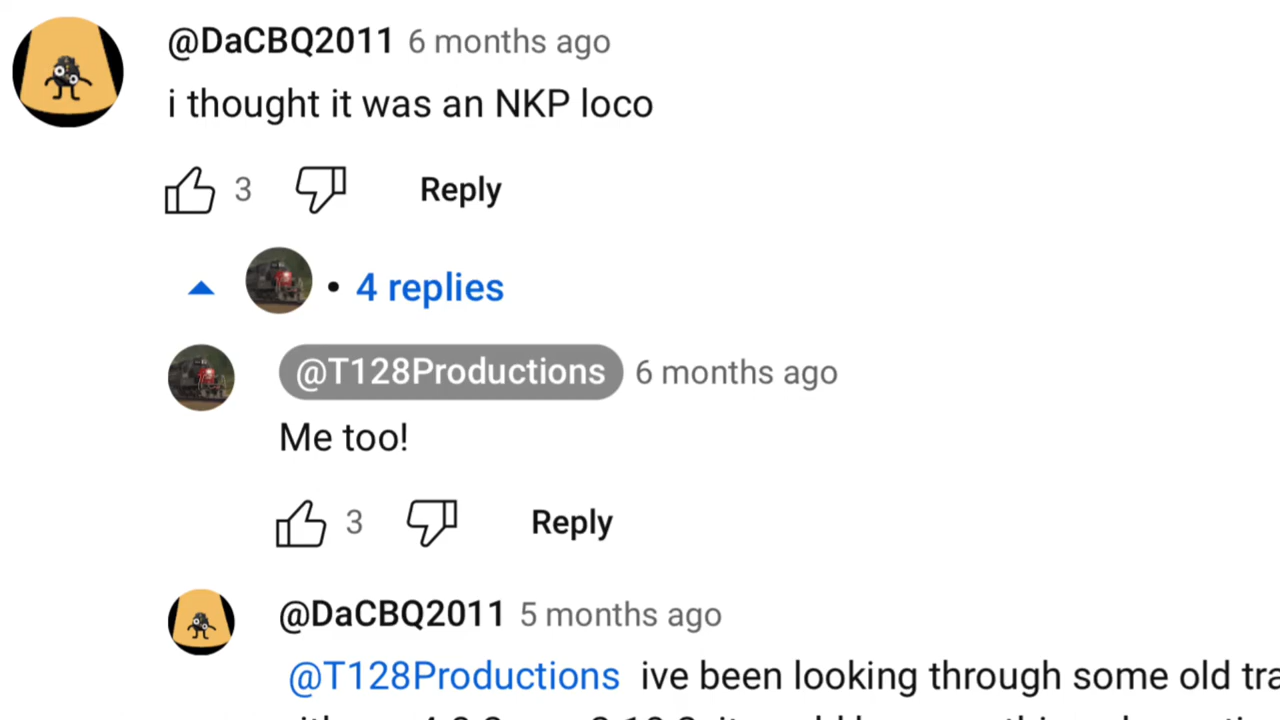 @DaCBQ2011 6 months ago
i thought it was an NKP loco
3 Reply
• 4 replies
@T128Productions 6 months ago
Me too!
3 Reply
@DaCBQ2011 5 months ago
@T128Productions ive been looking through some old tra